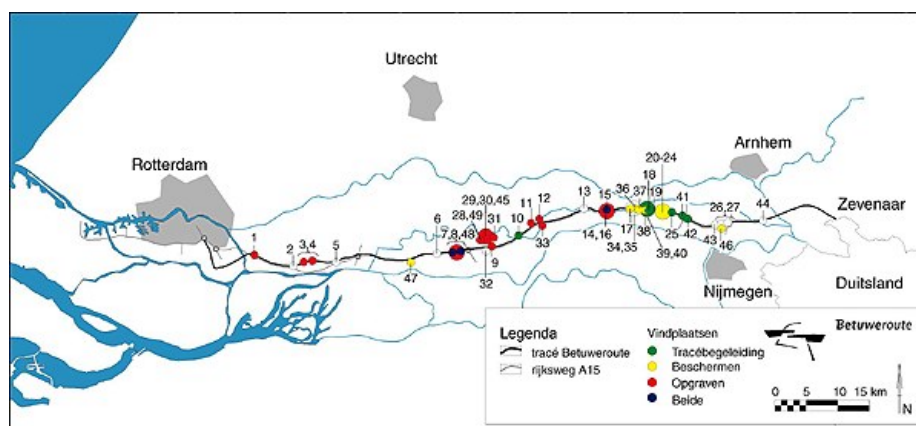 Utrecht
Rotterdam
Arnhem
Zevenaar
Duitsland
Nijmegen
1
2
3,4
5
47
6
7,8,48
28,49
29,30,45
31
9
32
10
11
12
33
13
15
14,16
36
17
34,35
37
38
18
19
20-24
39,40
41
25
42
26,27
43
46
44
Legenda
tracé Betuweroute
rijksweg A15
Vindplaatsen
Tracébegeleiding
Beschermen
Opgraven
Beide
Betuweroute
0 5 10 15 km
N